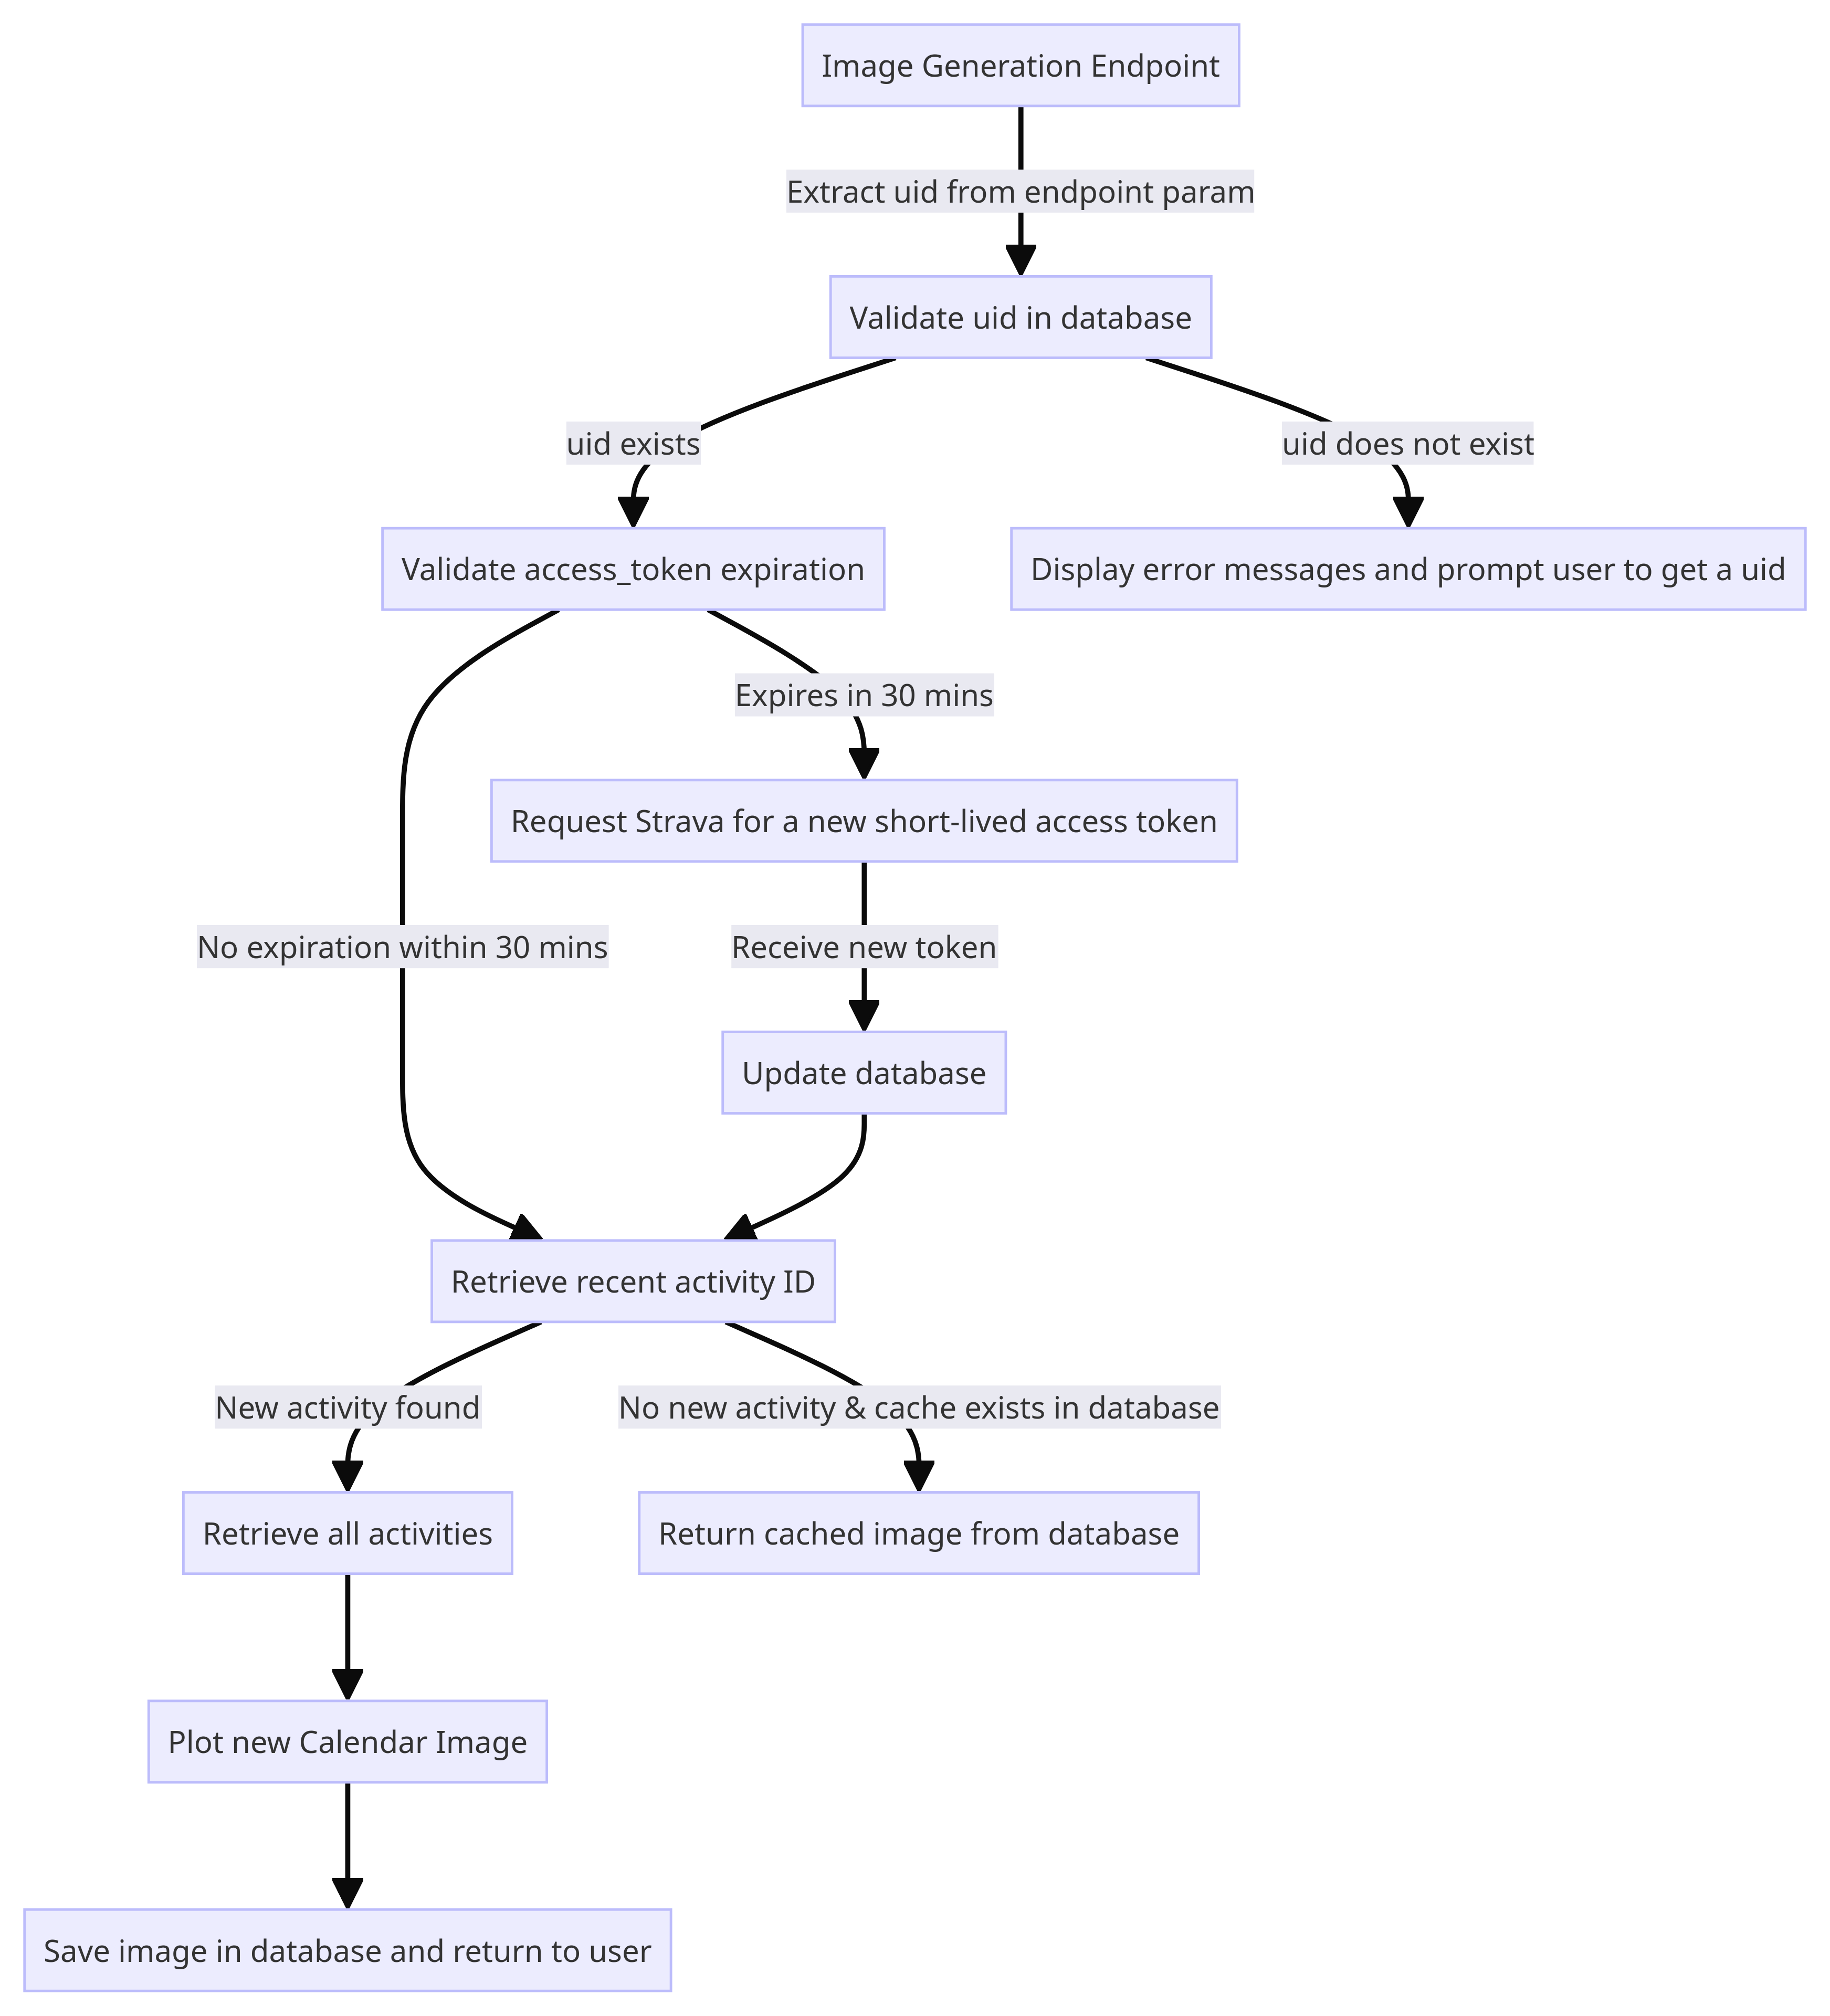 Image Generation Endpoint
Extract uid from endpoint param
Validate uid in database
uid exists
uid does not exist
Validate access_token expiration
Display error messages and prompt user to get a uid
Expires in 30 mins
Request Strava for a new short-lived access token
No expiration within 30 mins
Receive new token
Update database
Retrieve recent activity ID
New activity found
No new activity & cache exists in database
Retrieve all activities
Return cached image from database
Plot new Calendar Image
Save image in database and return to user